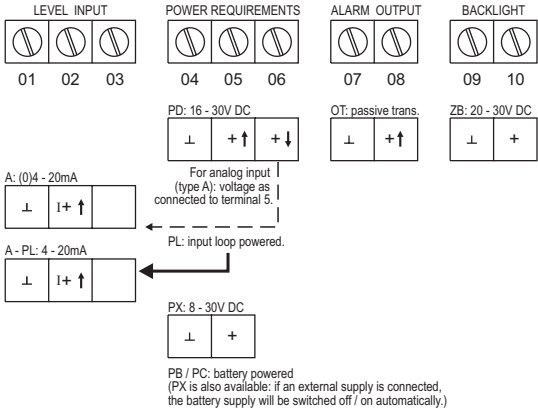 LEVEL INPUT
POWER REQUIREMENTS
ALARM OUTPUT
BACKLIGHT
01 02 03
04 05 06
07 08
09 10
PD: 16 - 30V DC
OT: passive trans.
ZB: 20 - 30V DC
⊥ +↑ +↓
⊥ +↑
⊥ +
For analog input
(type A): voltage as
connected to terminal 5.
A: (0)4 - 20mA
⊥ I+ ↑
PL: input loop powered.
A - PL: 4 - 20mA
⊥ I+ ↑
PX: 8 - 30V DC
⊥ +
PB / PC: battery powered
(PX is also available: if an external supply is connected,
the battery supply will be switched off / on automatically.)